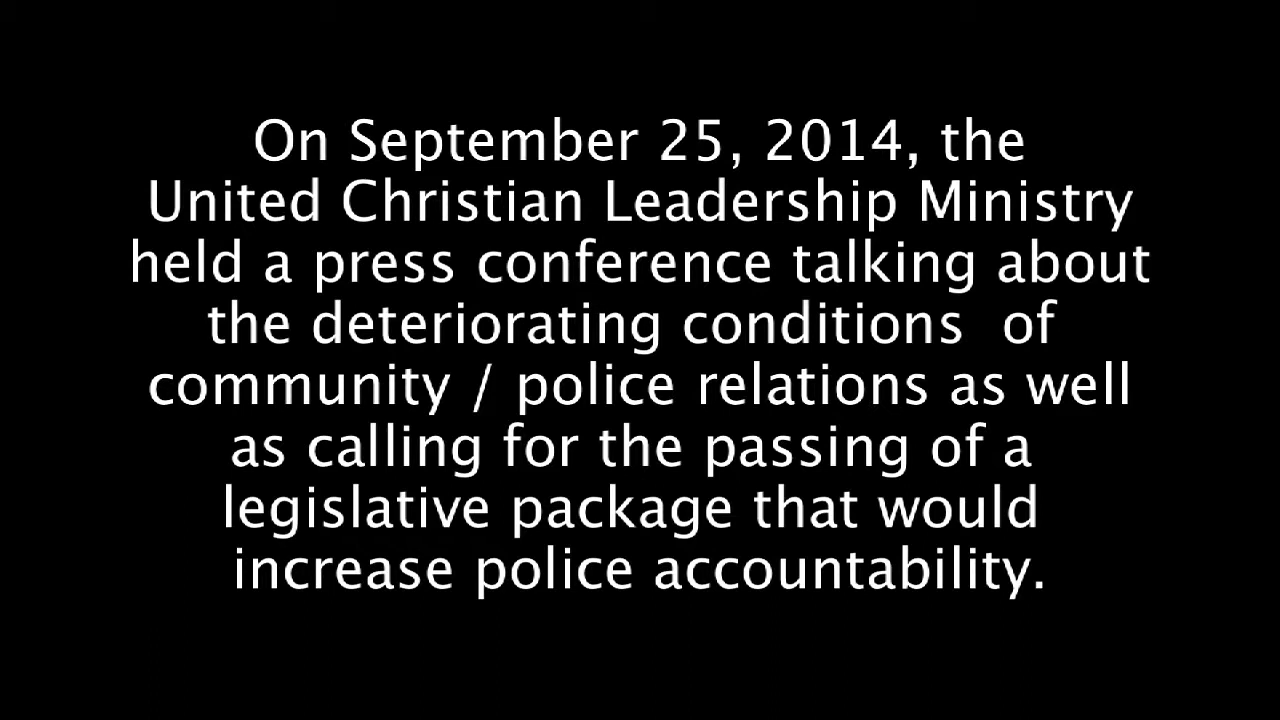 On September 25, 2014, the
United Christian Leadership Ministry
held a press conference talking about
the deteriorating conditions  of
community / police relations as well
as calling for the passing of a
legislative package that would
increase police accountability.